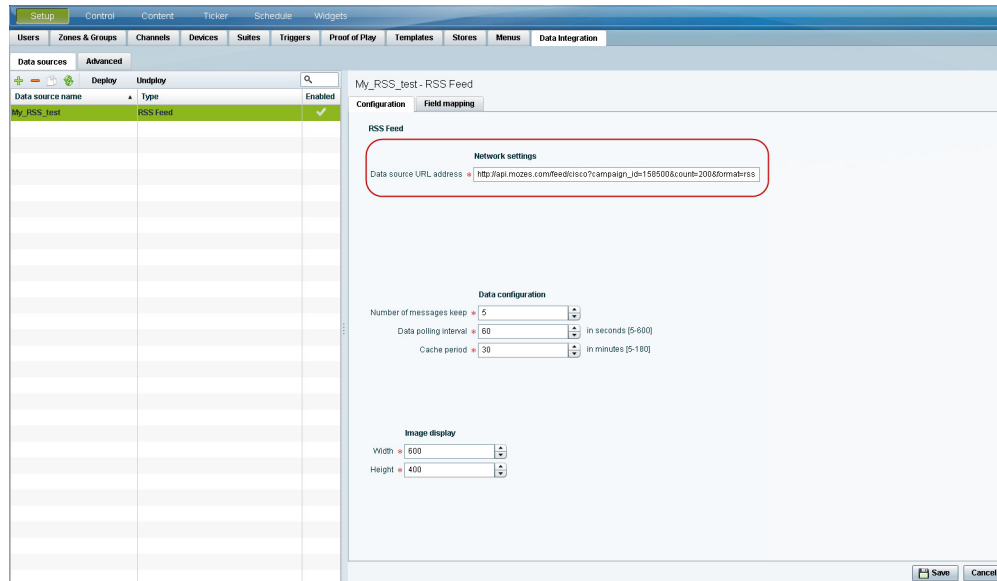 Setup Control Content Ticker Schedule Widgets
Users Zones & Groups Channels Devices Suites Triggers Proof of Play Templates Stores Menus Data Integration
Data sources Advanced
Deploy Undploy
Data source name Type Enabled
My_RSS_test RSS Feed
My_RSS_test - RSS Feed
Configuration Field mapping
RSS Feed
Network settings
Data source URL address * http://api.mozes.com/feed/cisco?campaign_id=158500&count=200&format=rss
Data configuration
Number of messages keep * 5
Data polling interval * 60 in seconds [5-600]
Cache period * 30 in minutes [5-180]
Image display
Width * 600
Height * 400
Save Cancel